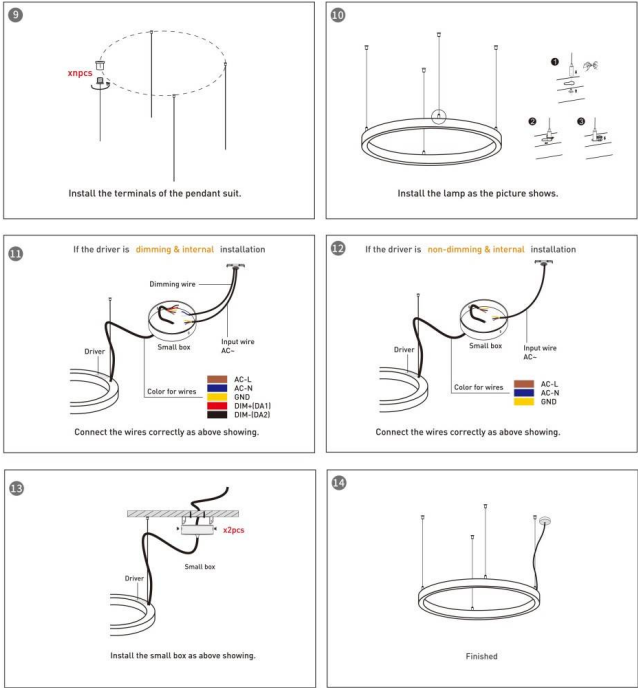 9
xnpcs
Install the terminals of the pendant suit.
10
1
2
3
Install the lamp as the picture shows.
11
If the driver is dimming & internal installation
Dimming wire
Small box
Input wire
AC~
Driver
Color for wires
AC-L
AC-N
GND
DIM+(DA1)
DIM-(DA2)
Connect the wires correctly as above showing.
12
If the driver is non-dimming & internal installation
Small box
Input wire
AC~
Driver
Color for wires
AC-L
AC-N
GND
Connect the wires correctly as above showing.
13
x2pcs
Small box
Driver
Install the small box as above showing.
14
Finished